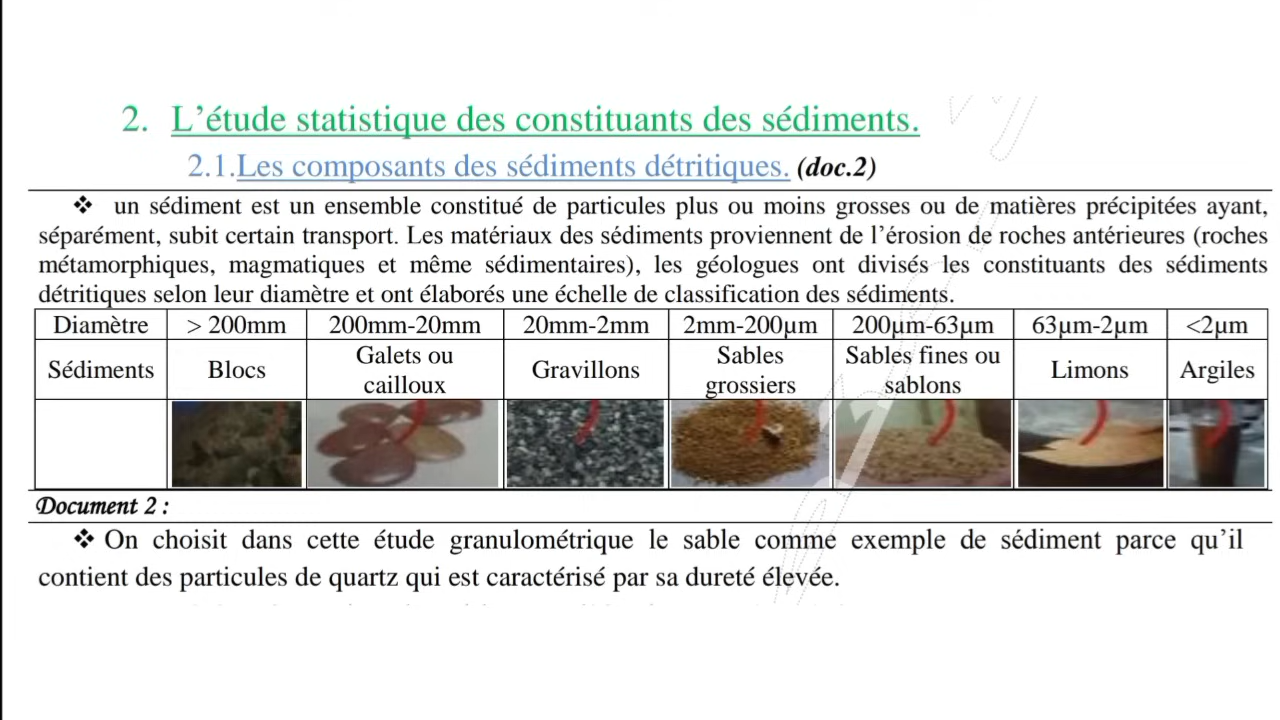 2. L’étude statistique des constituants des sédiments.
2.1.Les composants des sédiments détritiques. (doc.2)
❖ un sédiment est un ensemble constitué de particules plus ou moins grosses ou de matières précipitées ayant,
séparément, subit certain transport. Les matériaux des sédiments proviennent de l’érosion de roches antérieures (roches
métamorphiques, magmatiques et même sédimentaires), les géologues ont divisés les constituants des sédiments
détritiques selon leur diamètre et ont élaborés une échelle de classification des sédiments.
Diamètre > 200mm 200mm-20mm 20mm-2mm 2mm-200µm 200µm-63µm 63µm-2µm <2µm
Sédiments Blocs Galets ou cailloux Gravillons Sables grossiers Sables fines ou sablons Limons Argiles
Document 2 :
❖ On choisit dans cette étude granulométrique le sable comme exemple de sédiment parce qu’il
contient des particules de quartz qui est caractérisé par sa dureté élevée.